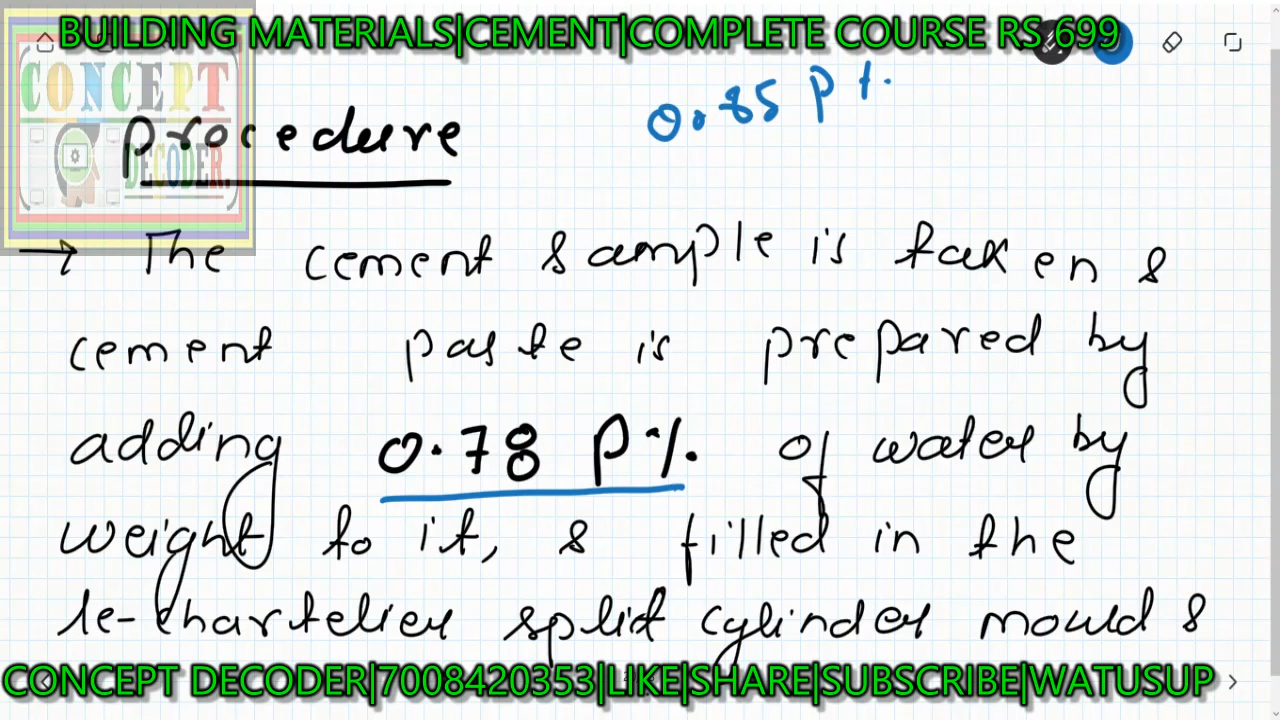 BUILDING MATERIALS|CEMENT|COMPLETE COURSE RS 699
CONCEPT
DECODER
0.85 P %.
Procedure
→ The cement sample is taken &
cement paste is prepared by
adding 0.78 P%. of water by
weight to it, & filled in the
le-chartelier split cylinder mould &
CONCEPT DECODER|7008420353|LIKE|SHARE|SUBSCRIBE|WATUSUP